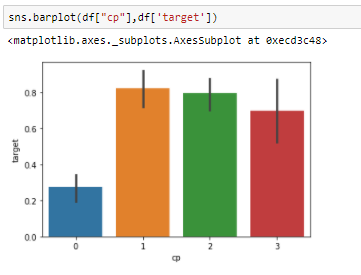 sns.barplot(df["cp"],df['target'])
<matplotlib.axes._subplots.AxesSubplot at 0xecd3c48>
0.8
0.6
0.4
0.2
0.0
target
0 1 2 3
cp